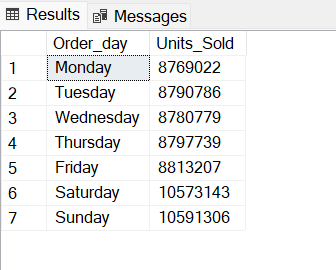 Results Messages
Order_day Units_Sold
1 Monday 8769022
2 Tuesday 8790786
3 Wednesday 8780779
4 Thursday 8797739
5 Friday 8813207
6 Saturday 10573143
7 Sunday 10591306